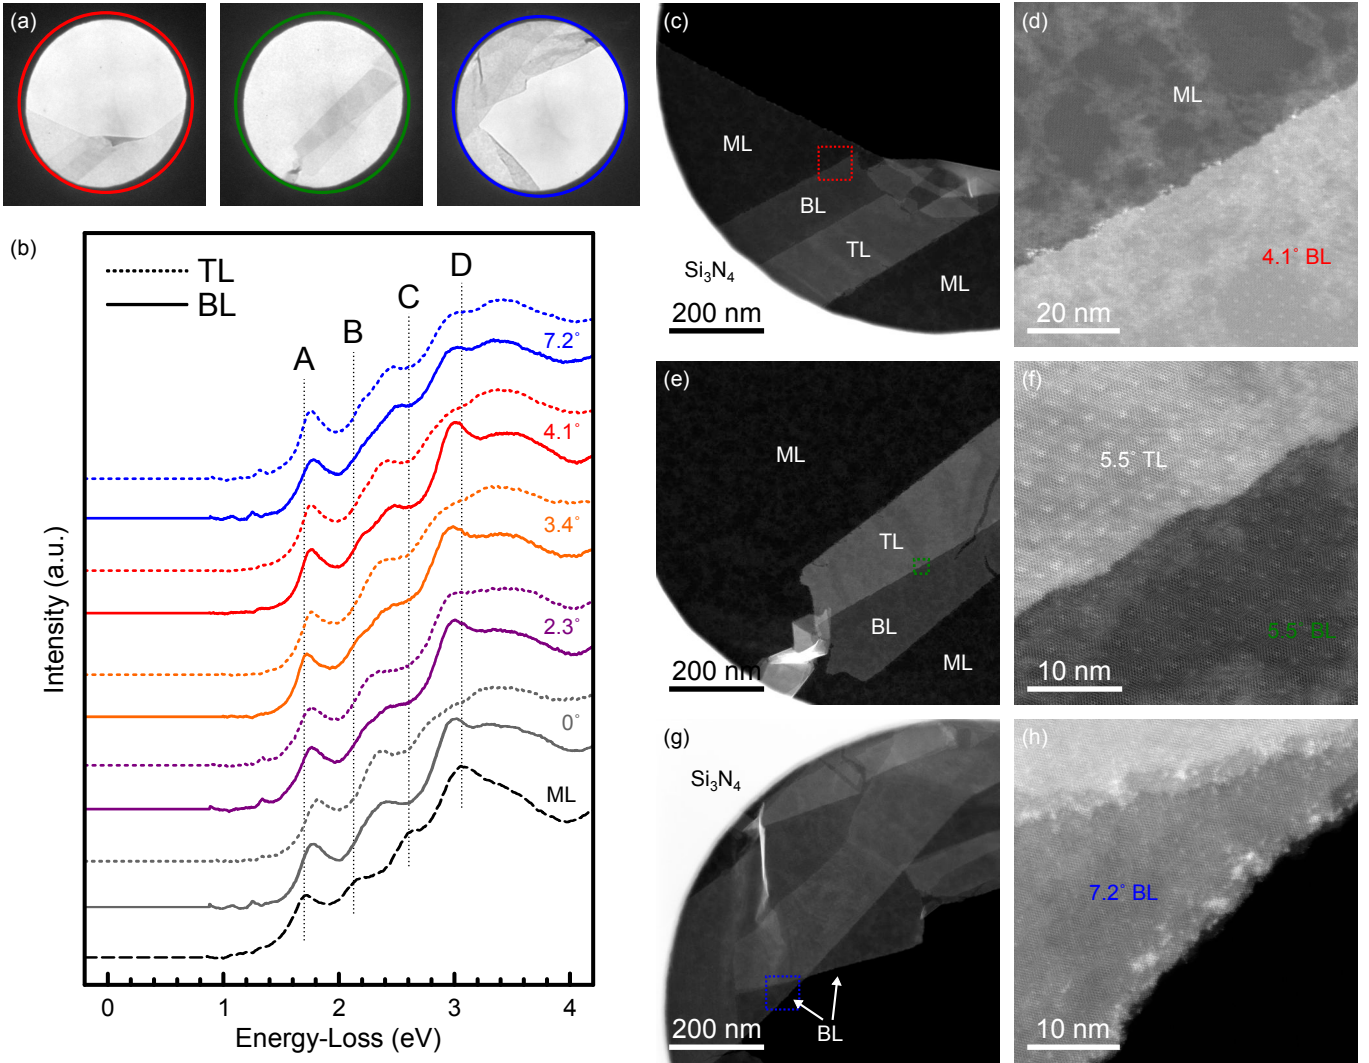 (a)
(b)
TL
BL
A
B
C
D
7.2°
4.1°
3.4°
2.3°
0°
ML
Intensity (a.u.)
0
1
2
3
4
Energy-Loss (eV)
(c)
ML
BL
TL
ML
Si₃N₄
200 nm
(d)
ML
4.1° BL
20 nm
(e)
ML
TL
BL
ML
200 nm
(f)
5.5° TL
5.5° BL
10 nm
(g)
Si₃N₄
BL
200 nm
(h)
7.2° BL
10 nm